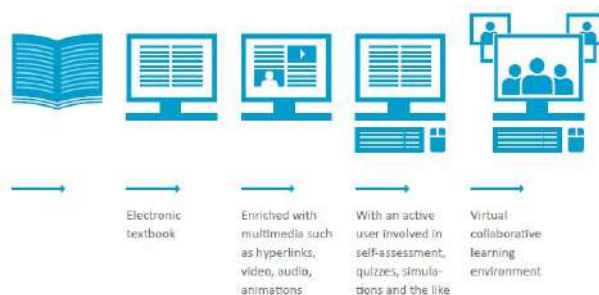 Electronic
textbook
Enriched with
multimedia such
as hyperlinks,
video, audio,
animations
With an active
user involved in
self-assessment,
quizzes, simula-
tions and the like
Virtual
collaborative
learning
environment